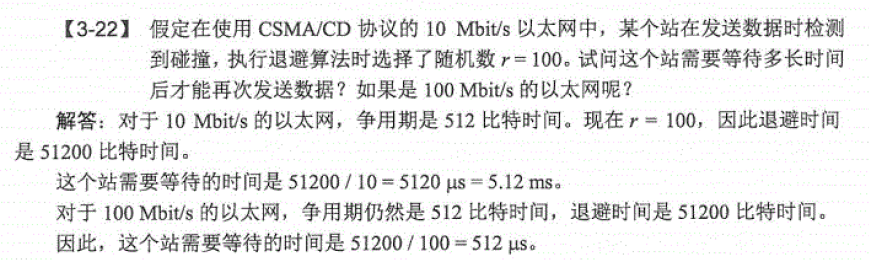 【3-22】 假定在使用 CSMA/CD 协议的 10 Mbit/s 以太网中，某个站在发送数据时检测
到碰撞，执行退避算法时选择了随机数 r = 100。试问这个站需要等待多长时间
后才能再次发送数据？如果是 100 Mbit/s 的以太网呢？
解答：对于 10 Mbit/s 的以太网，争用期是 512 比特时间。现在 r = 100，因此退避时间
是 51200 比特时间。
这个站需要等待的时间是 51200 / 10 = 5120 μs = 5.12 ms。
对于 100 Mbit/s 的以太网，争用期仍然是 512 比特时间，退避时间是 51200 比特时间。
因此，这个站需要等待的时间是 51200 / 100 = 512 μs。